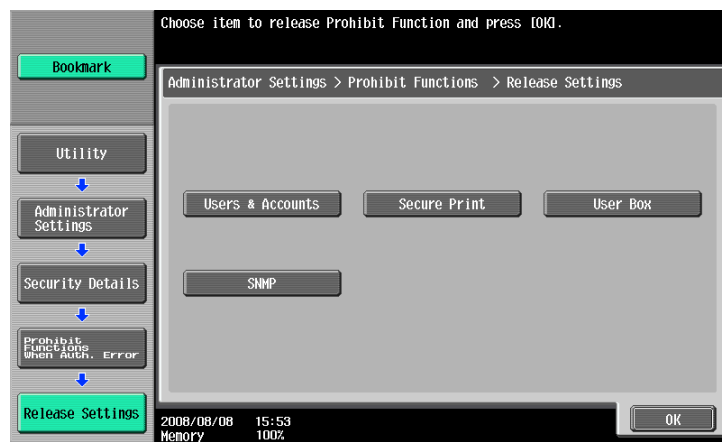 Choose item to release Prohibit Function and press [OK].
Bookmark
Administrator Settings > Prohibit Functions > Release Settings
Utility
Administrator
Settings
Security Details
Prohibit
Functions
When Auth. Error
Release Settings
Users & Accounts
Secure Print
User Box
SNMP
2008/08/08 15:53
Memory 100%
OK